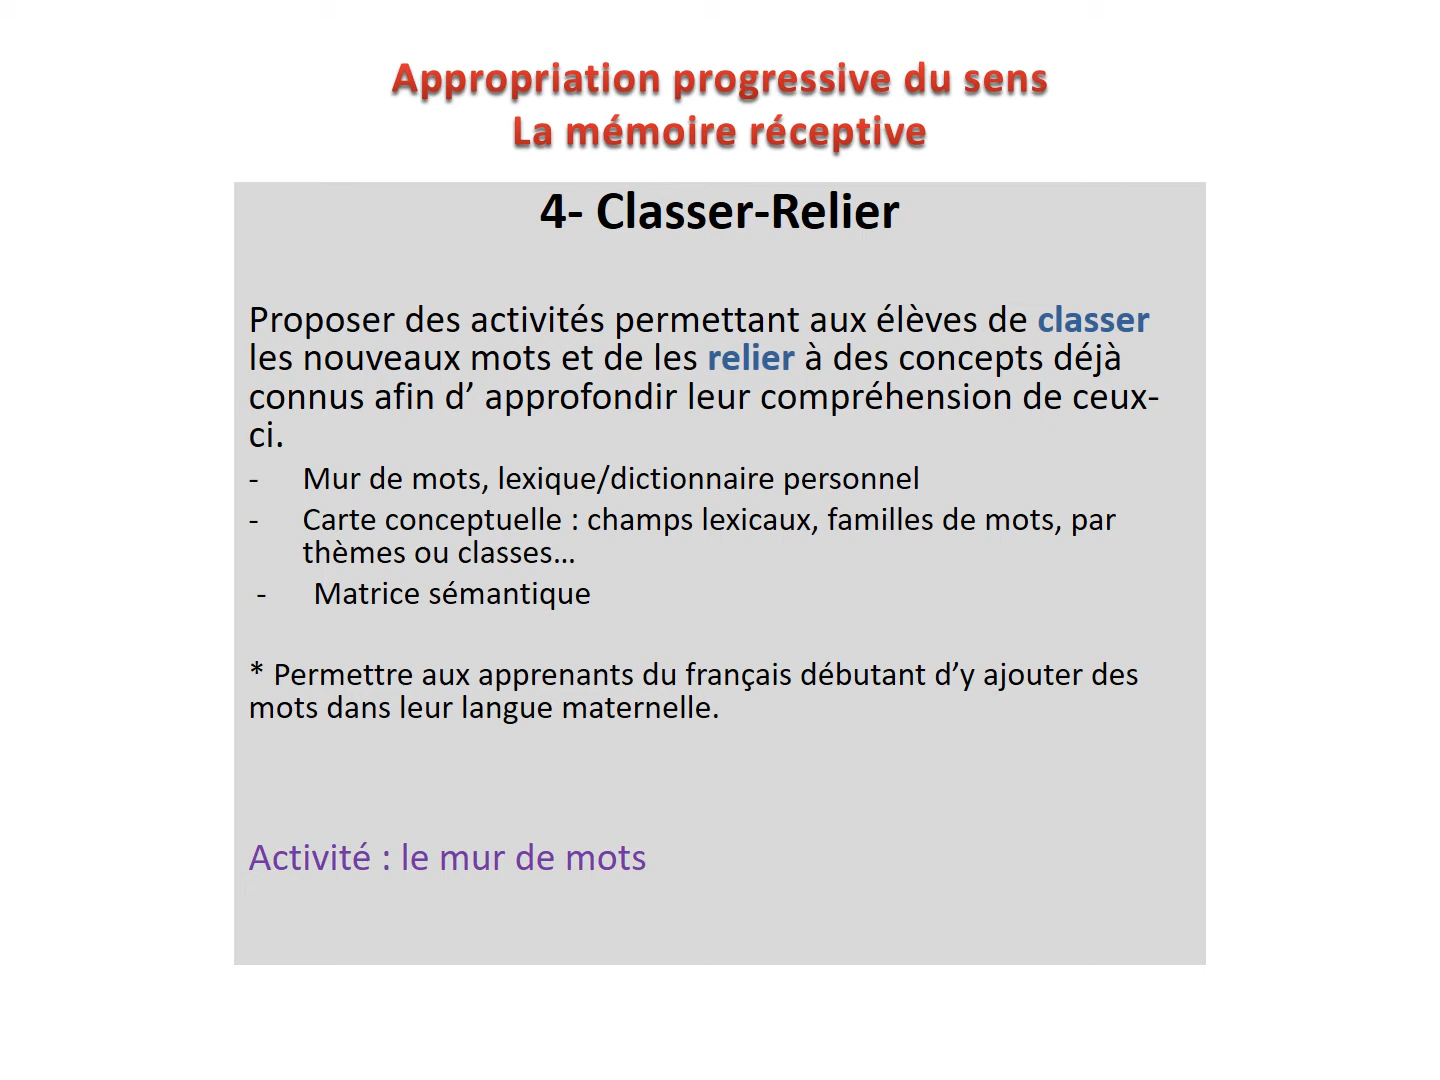 Appropriation progressive du sens
La mémoire réceptive
4- Classer-Relier
Proposer des activités permettant aux élèves de classer
les nouveaux mots et de les relier à des concepts déjà
connus afin d’ approfondir leur compréhension de ceux-
ci.
- Mur de mots, lexique/dictionnaire personnel
- Carte conceptuelle : champs lexicaux, familles de mots, par
thèmes ou classes…
- Matrice sémantique
* Permettre aux apprenants du français débutant d’y ajouter des
mots dans leur langue maternelle.
Activité : le mur de mots